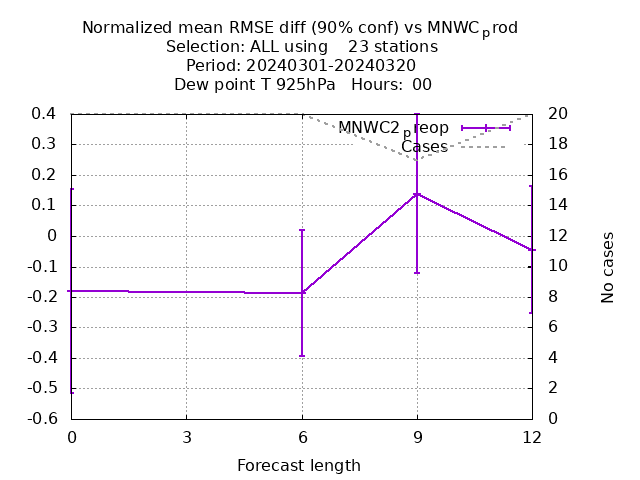 Normalized mean RMSE diff (90% conf) vs MNWC_prod
Selection: ALL using 23 stations
Period: 20240301-20240320
Dew point T 925hPa Hours: 00
0.4
0.3
0.2
0.1
0
-0.1
-0.2
-0.3
-0.4
-0.5
-0.6
MNWC2_preop
Cases
20
18
16
14
12
10
8
6
4
2
0
No cases
0 3 6 9 12
Forecast length